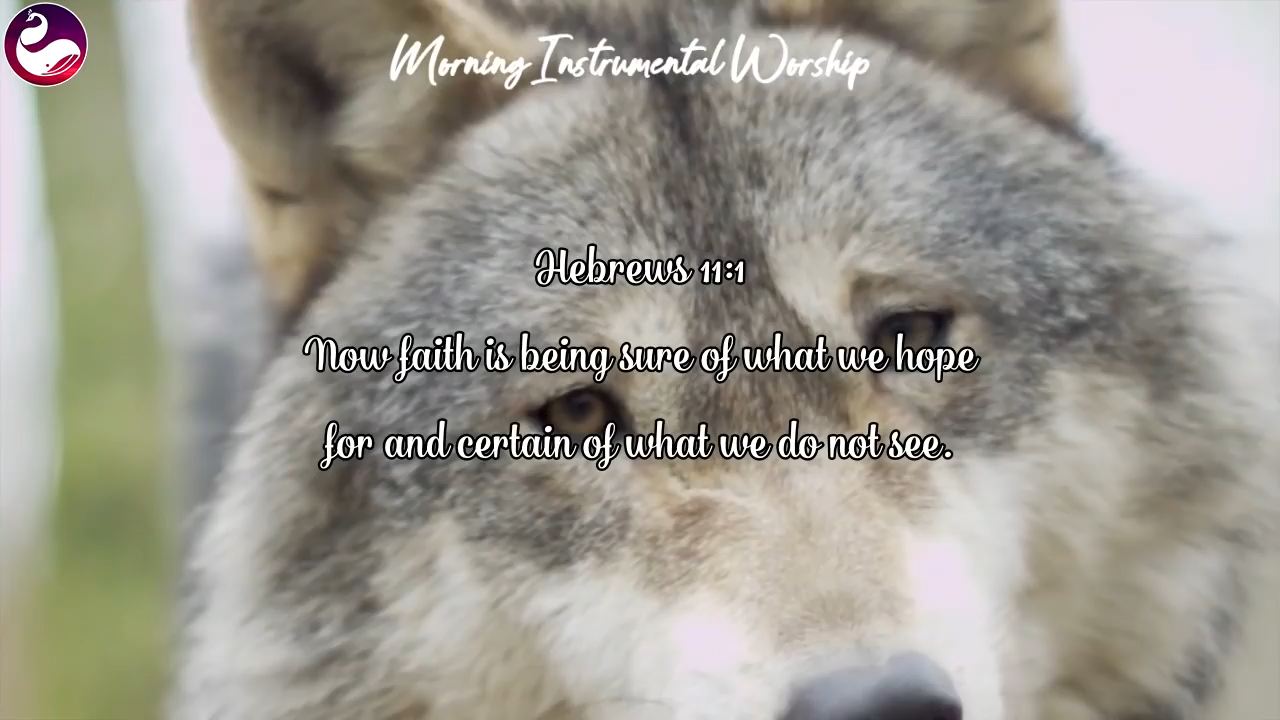 Morning Instrumental Worship
Hebrews 11:1
Now faith is being sure of what we hope
for and certain of what we do not see.